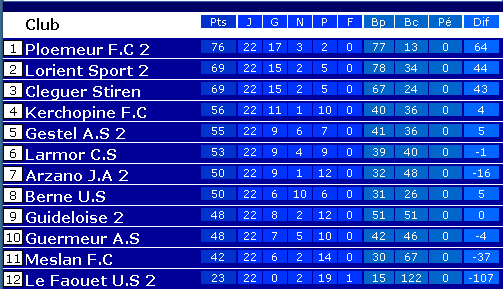 Club Pts J G N P F Bp Bc Pé Dif
1 Ploemeur F.C 2 76 22 17 3 2 0 77 13 0 64
2 Lorient Sport 2 69 22 15 2 5 0 78 34 0 44
3 Cleguer Stiren 69 22 15 2 5 0 67 24 0 43
4 Kerchopine F.C 56 22 11 1 10 0 40 36 0 4
5 Gestel A.S 2 55 22 9 6 7 0 41 36 0 5
6 Larmor C.S 53 22 9 4 9 0 39 40 0 -1
7 Arzano J.A 2 50 22 9 1 12 0 32 48 0 -16
8 Berne U.S 50 22 6 10 6 0 31 26 0 5
9 Guideloise 2 48 22 8 2 12 0 51 51 0 0
10 Guermeur A.S 48 22 7 5 10 0 42 46 0 -4
11 Meslan F.C 42 22 6 2 14 0 30 67 0 -37
12 Le Faouet U.S 2 23 22 0 2 19 1 15 122 0 -107